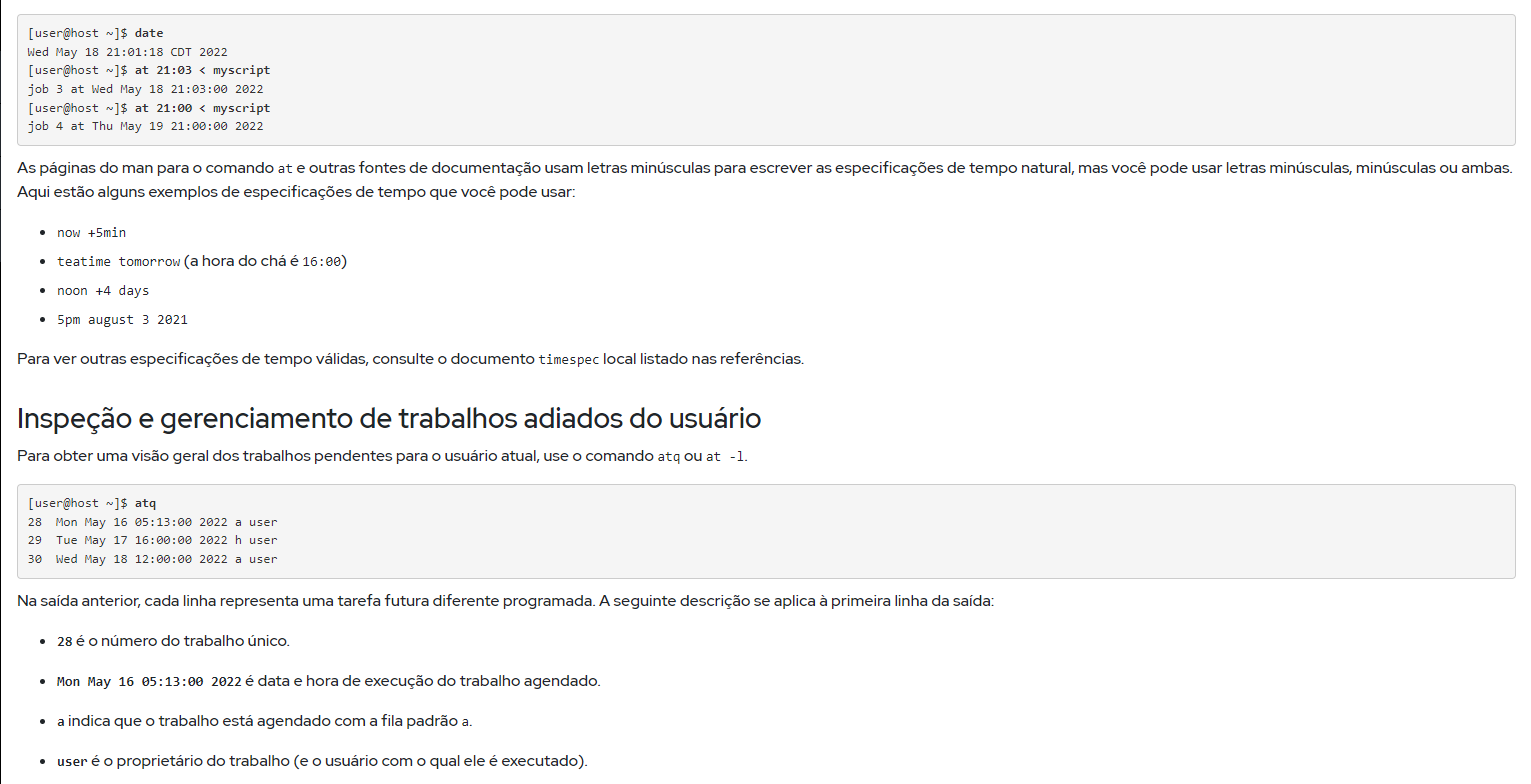 [user@host ~]$ date
Wed May 18 21:01:18 CDT 2022
[user@host ~]$ at 21:03 < myscript
job 3 at Wed May 18 21:03:00 2022
[user@host ~]$ at 21:00 < myscript
job 4 at Thu May 19 21:00:00 2022
As páginas do man para o comando at e outras fontes de documentação usam letras minúsculas para escrever as especificações de tempo natural, mas você pode usar letras minúsculas, minúsculas ou ambas.
Aqui estão alguns exemplos de especificações de tempo que você pode usar:
• now +5min
• teatime tomorrow (a hora do chá é 16:00)
• noon +4 days
• 5pm august 3 2021
Para ver outras especificações de tempo válidas, consulte o documento timespec local listado nas referências.
Inspeção e gerenciamento de trabalhos adiados do usuário
Para obter uma visão geral dos trabalhos pendentes para o usuário atual, use o comando atq ou at -l.
[user@host ~]$ atq
28  Mon May 16 05:13:00 2022 a user
29  Tue May 17 16:00:00 2022 h user
30  Wed May 18 12:00:00 2022 a user
Na saída anterior, cada linha representa uma tarefa futura diferente programada. A seguinte descrição se aplica à primeira linha da saída:
• 28 é o número do trabalho único.
• Mon May 16 05:13:00 2022 é data e hora de execução do trabalho agendado.
• a indica que o trabalho está agendado com a fila padrão a.
• user é o proprietário do trabalho (e o usuário com o qual ele é executado).